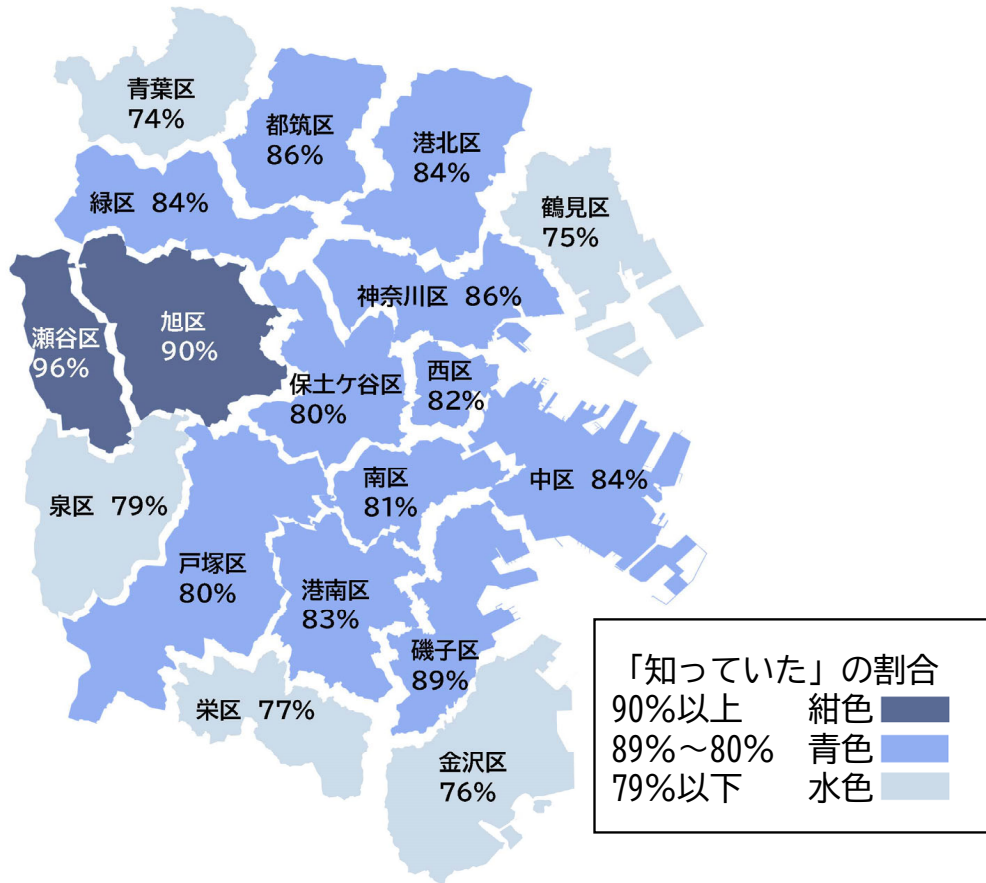 青葉区
74%
都筑区
86%
港北区
84%
緑区 84%
鶴見区
75%
神奈川区 86%
瀬谷区
96%
旭区
90%
保土ケ谷区
80%
西区
82%
泉区 79%
南区
81%
中区 84%
戸塚区
80%
港南区
83%
磯子区
89%
栄区 77%
金沢区
76%
「知っていた」の割合
90%以上 紺色
89%～80% 青色
79%以下 水色